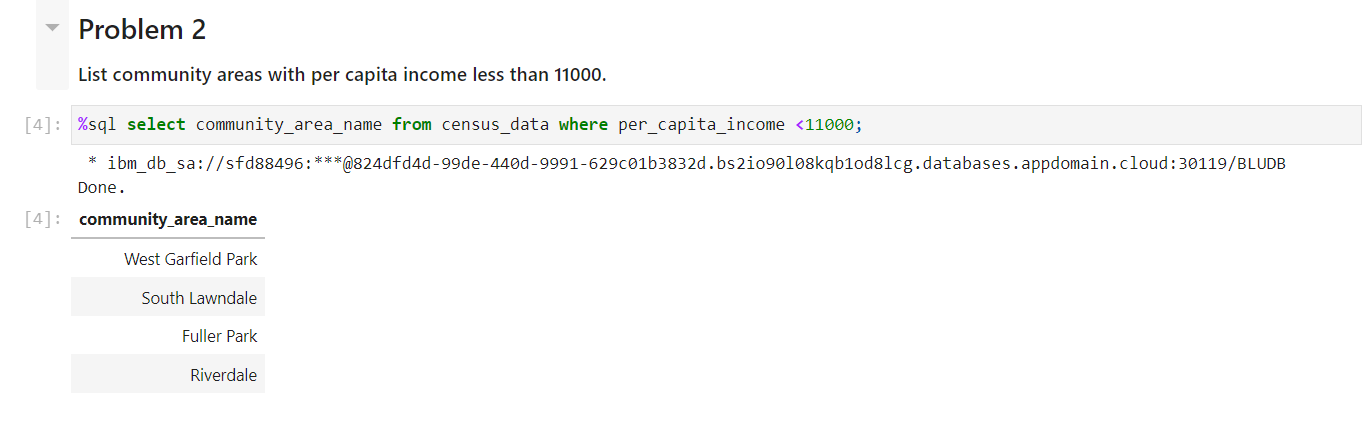 Problem 2
List community areas with per capita income less than 11000.
[4]: %sql select community_area_name from census_data where per_capita_income <11000;
* ibm_db_sa://sfd88496:***@824dfd4d-99de-440d-9991-629c01b3832d.bs2io90l08kqb1od8lcg.databases.appdomain.cloud:30119/BLUDB
Done.
[4]: community_area_name
West Garfield Park
South Lawndale
Fuller Park
Riverdale